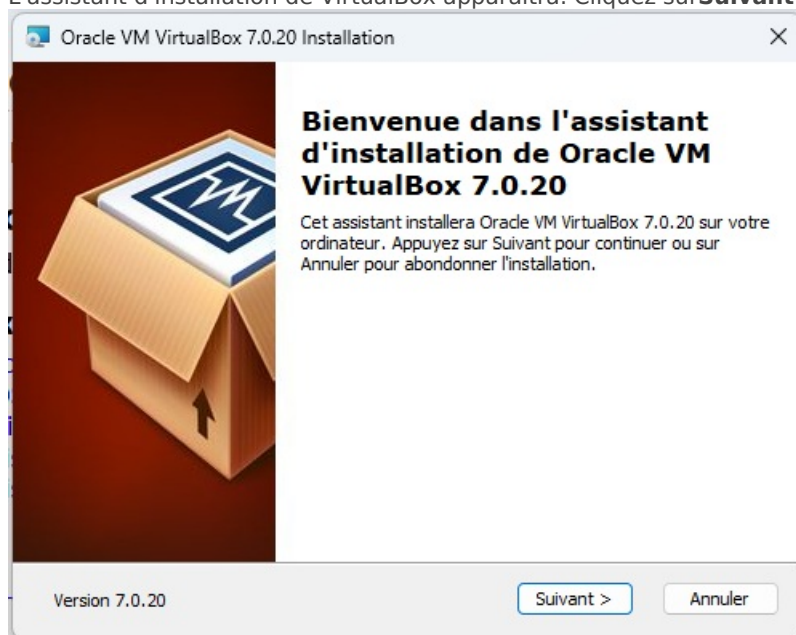 L'assistant d'installation de VirtualBox apparaîtra. Cliquez sur Suivant
Oracle VM VirtualBox 7.0.20 Installation
Bienvenue dans l'assistant
d'installation de Oracle VM
VirtualBox 7.0.20
Cet assistant installera Oracle VM VirtualBox 7.0.20 sur votre
ordinateur. Appuyez sur Suivant pour continuer ou sur
Annuler pour abondonner l'installation.
Version 7.0.20
Suivant >
Annuler